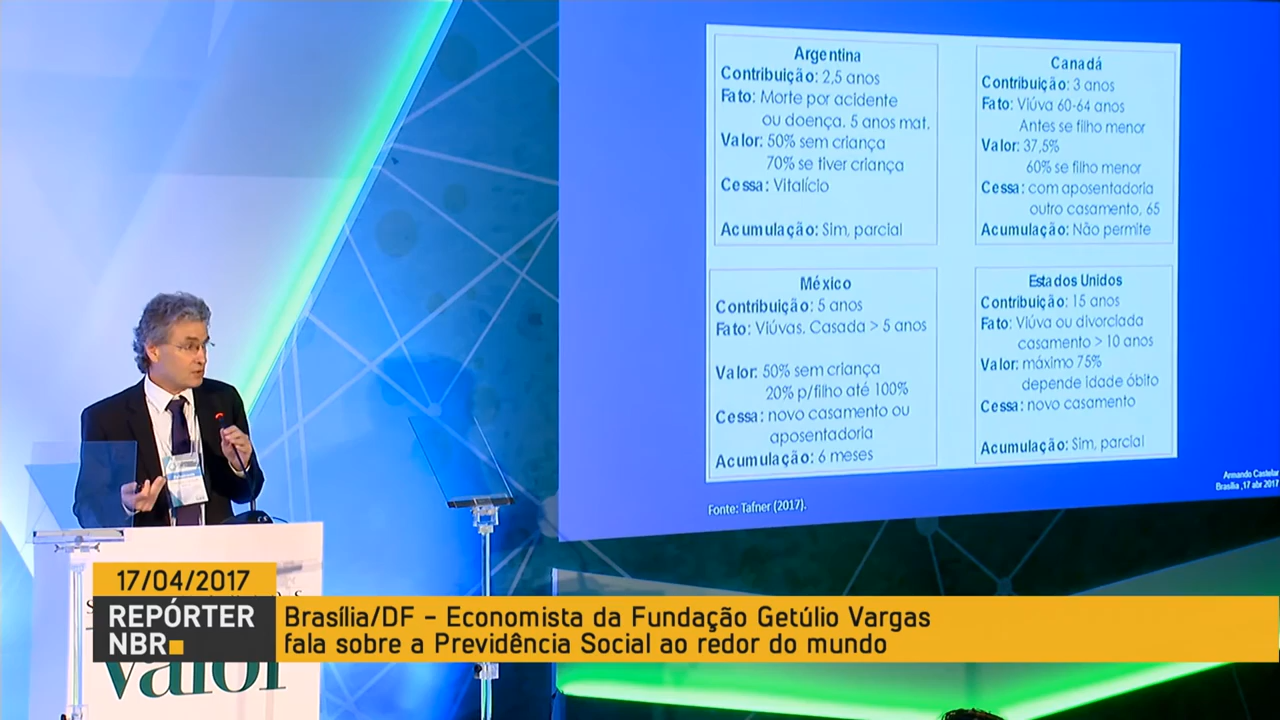 Argentina
Contribuição: 2,5 anos
Fato: Morte por acidente
ou doença. 5 anos mat.
Valor: 50% sem criança
70% se tiver criança
Cessa: Vitalício
Acumulação: Sim, parcial
Canadá
Contribuição: 3 anos
Fato: Viúva 60-64 anos
Antes se filho menor
Valor: 37,5%
60% se filho menor
Cessa: com aposentadoria
outro casamento, 65
Acumulação: Não permite
México
Contribuição: 5 anos
Fato: Viúvas. Casada > 5 anos
Valor: 50% sem criança
20% p/filho até 100%
Cessa: novo casamento ou
aposentadoria
Acumulação: 6 meses
Estados Unidos
Contribuição: 15 anos
Fato: Viúva ou divorciada
casamento > 10 anos
Valor: máximo 75%
depende idade óbito
Cessa: novo casamento
Acumulação: Sim, parcial
Armando Castelar
Brasília ,17 abr 2017
Fonte: Tafner (2017).
17/04/2017
REPÓRTER
NBR
Brasília/DF - Economista da Fundação Getúlio Vargas
fala sobre a Previdência Social ao redor do mundo
Valor